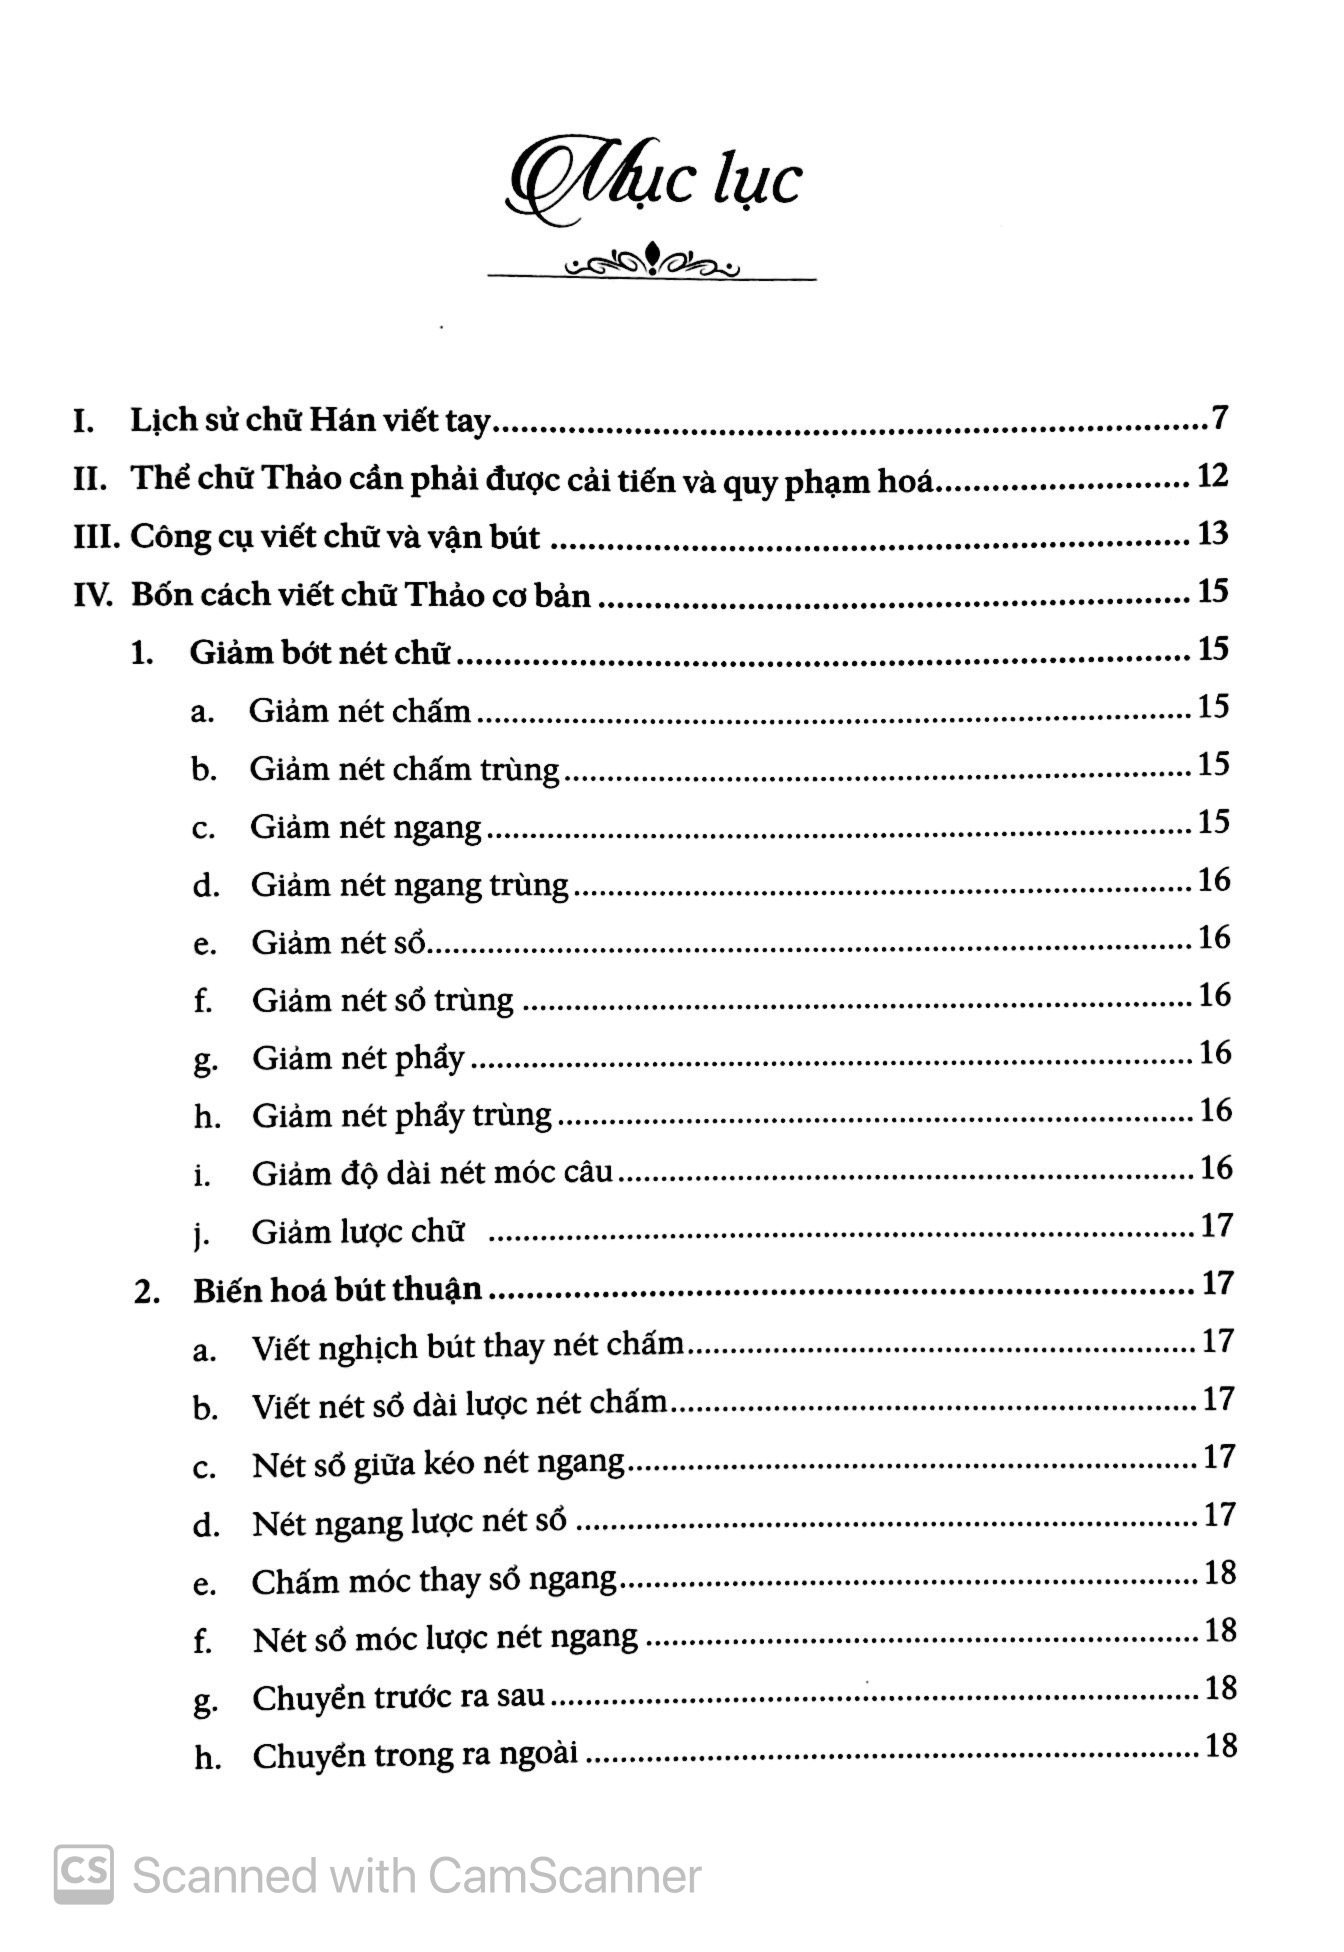 Mục lục
I. Lịch sử chữ Hán viết tay.......... 7
II. Thể chữ Thảo cần phải được cải tiến và quy phạm hoá.......... 12
III. Công cụ viết chữ và vận bút .......... 13
IV. Bốn cách viết chữ Thảo cơ bản .......... 15
1. Giảm bớt nét chữ .......... 15
a. Giảm nét chấm .......... 15
b. Giảm nét chấm trùng .......... 15
c. Giảm nét ngang .......... 15
d. Giảm nét ngang trùng .......... 16
e. Giảm nét sổ.......... 16
f. Giảm nét sổ trùng .......... 16
g. Giảm nét phẩy .......... 16
h. Giảm nét phẩy trùng .......... 16
i. Giảm độ dài nét móc câu .......... 16
j. Giảm lược chữ .......... 17
2. Biến hoá bút thuận .......... 17
a. Viết nghịch bút thay nét chấm.......... 17
b. Viết nét sổ dài lược nét chấm.......... 17
c. Nét sổ giữa kéo nét ngang.......... 17
d. Nét ngang lược nét sổ .......... 17
e. Chấm móc thay sổ ngang.......... 18
f. Nét sổ móc lược nét ngang .......... 18
g. Chuyển trước ra sau .......... 18
h. Chuyển trong ra ngoài .......... 18
CS Scanned with CamScanner